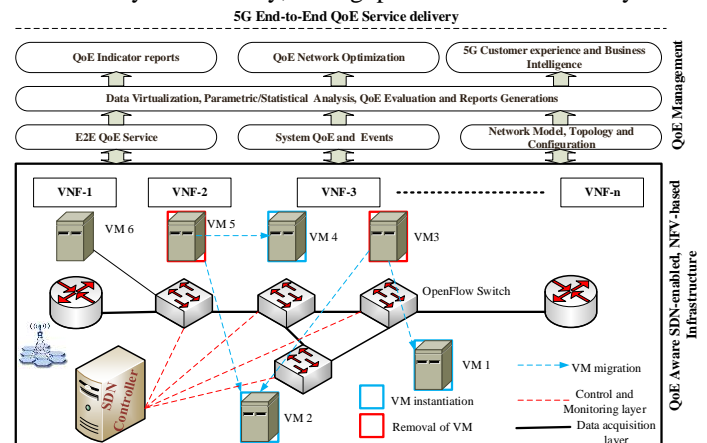 5G End-to-End QoE Service delivery
QoE Indicator reports
QoE Network Optimization
5G Customer experience and Business
Intelligence
Data Virtualization, Parametric/Statistical Analysis, QoE Evaluation and Reports Generations
E2E QoE Service
System QoE and Events
Network Model, Topology and
Configuration
QoE Management
VNF-1
VNF-2
VNF-3
VNF-n
VM 6
VM 5
VM 4
VM3
OpenFlow Switch
VM 1
VM 2
SDN
Controller
VM migration
VM instantiation
Control and
Monitoring layer
Removal of VM
Data acquisition
layer
QoE Aware SDN-enabled, NFV-based
Infrastructure